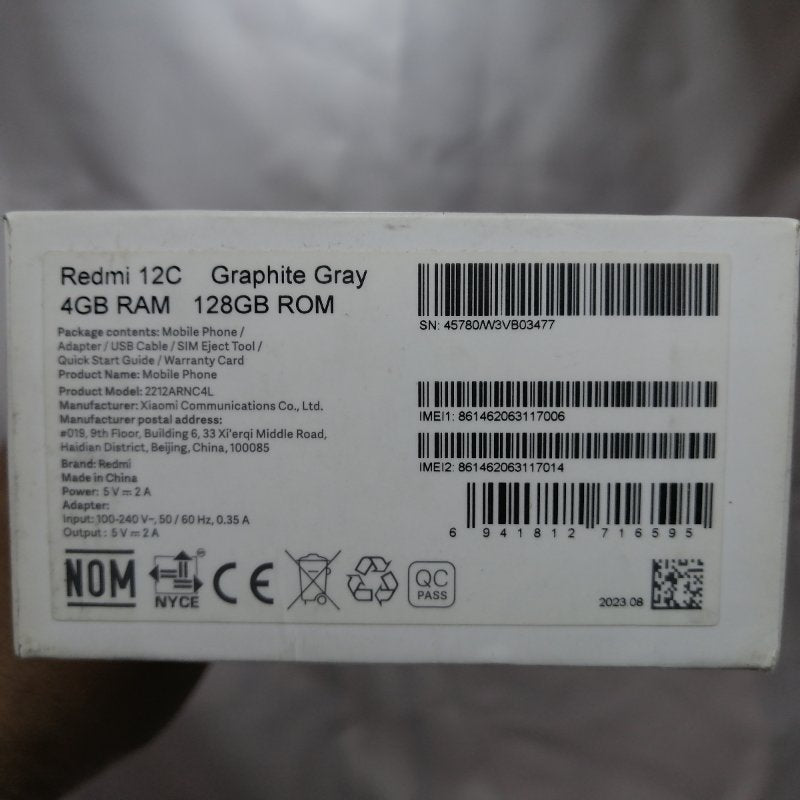 Redmi 12C Graphite Gray
4GB RAM 128GB ROM
Package contents: Mobile Phone /
Adapter / USB Cable / SIM Eject Tool /
Quick Start Guide / Warranty Card
Product Name: Mobile Phone
Product Model: 2212ARNC4L
Manufacturer: Xiaomi Communications Co., Ltd.
Manufacturer postal address:
#019, 9th Floor, Building 6, 33 Xi'erqi Middle Road,
Haidian District, Beijing, China, 100085
Brand: Redmi
Made in China
Power: 5 V ⎓ 2 A
Adapter:
Input: 100-240 V~, 50 / 60 Hz, 0.35 A
Output : 5 V ⎓ 2 A
NOM
NYCE
CE
QC
PASS
SN: 45780/W3VB03477
IMEI1: 861462063117006
IMEI2: 861462063117014
6 941812 716595
2023.08